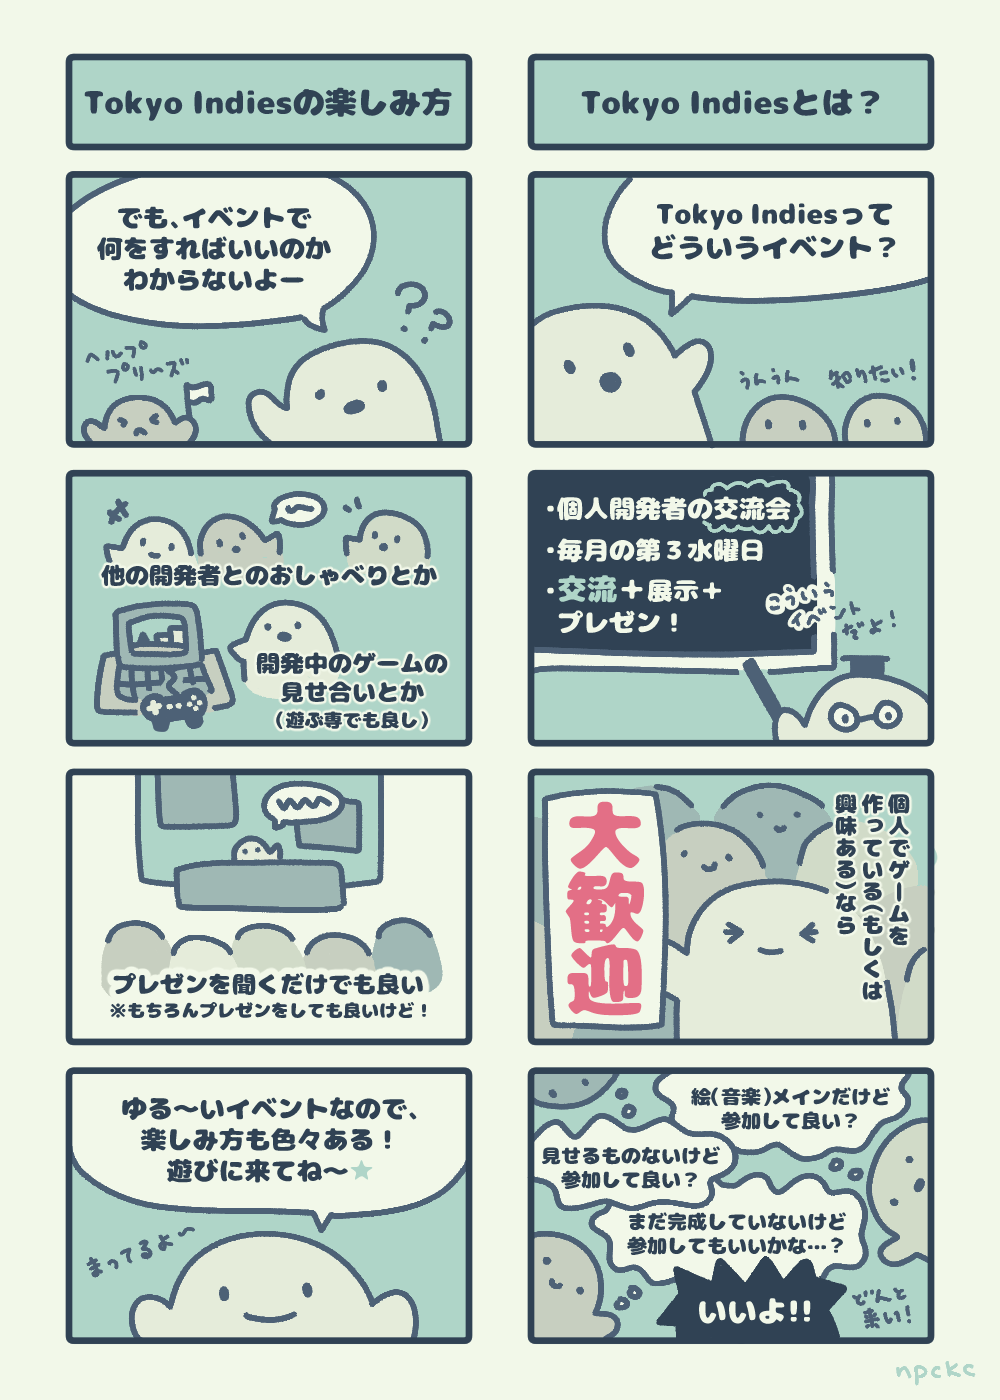 Tokyo Indiesとは？
Tokyo Indiesって
どういうイベント？
うんうん
知りたい！
・個人開発者の交流会
・毎月の第３水曜日
・交流＋展示＋
プレゼン！
こういう
イベント
だよ！
個人でゲームを
作っている(もしくは
興味ある)なら
大歓迎
絵(音楽)メインだけど
参加して良い？
見せるものないけど
参加して良い？
まだ完成していないけど
参加してもいいかな…？
いいよ!!
どんと
来い!
Tokyo Indiesの楽しみ方
でも、イベントで
何をすればいいのか
わからないよー
ヘルプ
プリーズ
他の開発者とのおしゃべりとか
開発中のゲームの
見せ合いとか
(遊ぶ専でも良し)
プレゼンを聞くだけでも良い
※もちろんプレゼンをしても良いけど！
ゆる〜いイベントなので、
楽しみ方も色々ある！
遊びに来てね〜★
まってるよ〜
npckc